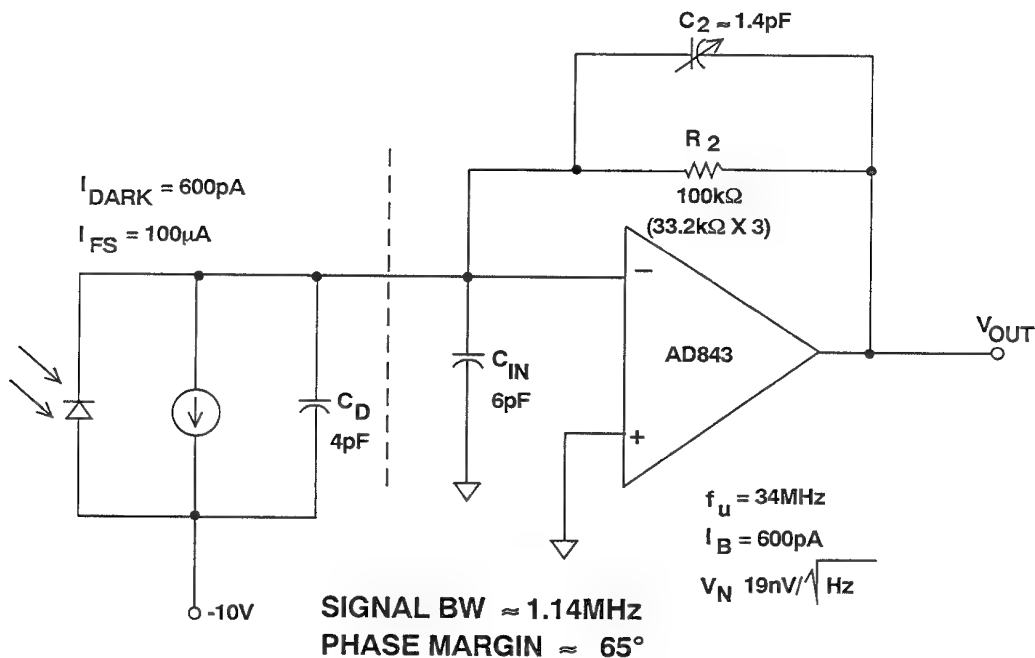 C2 ≈ 1.4pF
R2
100kΩ
(33.2kΩ X 3)
IDARK = 600pA
IFS = 100μA
−
AD843
VOUT
CIN
6pF
CD
4pF
+
fu = 34MHz
IB = 600pA
VN 19nV/√Hz
-10V
SIGNAL BW ≈ 1.14MHz
PHASE MARGIN ≈ 65°